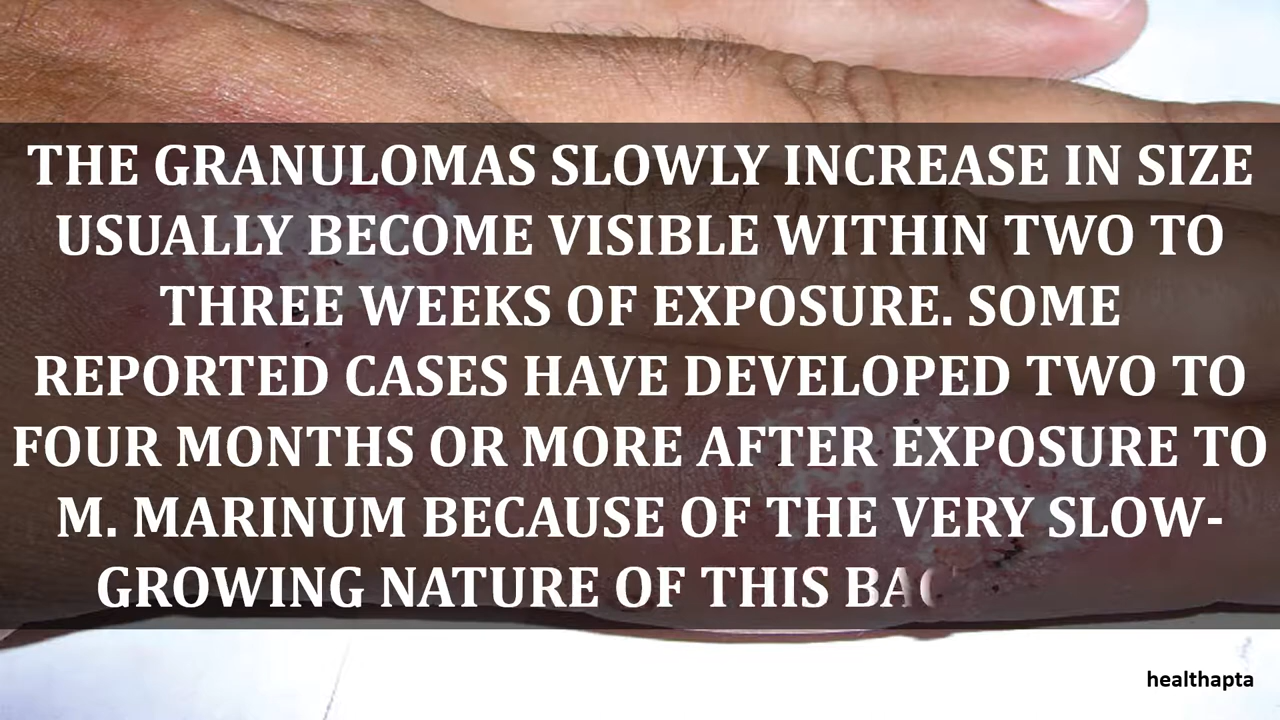 THE GRANULOMAS SLOWLY INCREASE IN SIZE
USUALLY BECOME VISIBLE WITHIN TWO TO
THREE WEEKS OF EXPOSURE. SOME
REPORTED CASES HAVE DEVELOPED TWO TO
FOUR MONTHS OR MORE AFTER EXPOSURE TO
M. MARINUM BECAUSE OF THE VERY SLOW-
GROWING NATURE OF THIS
healthapta